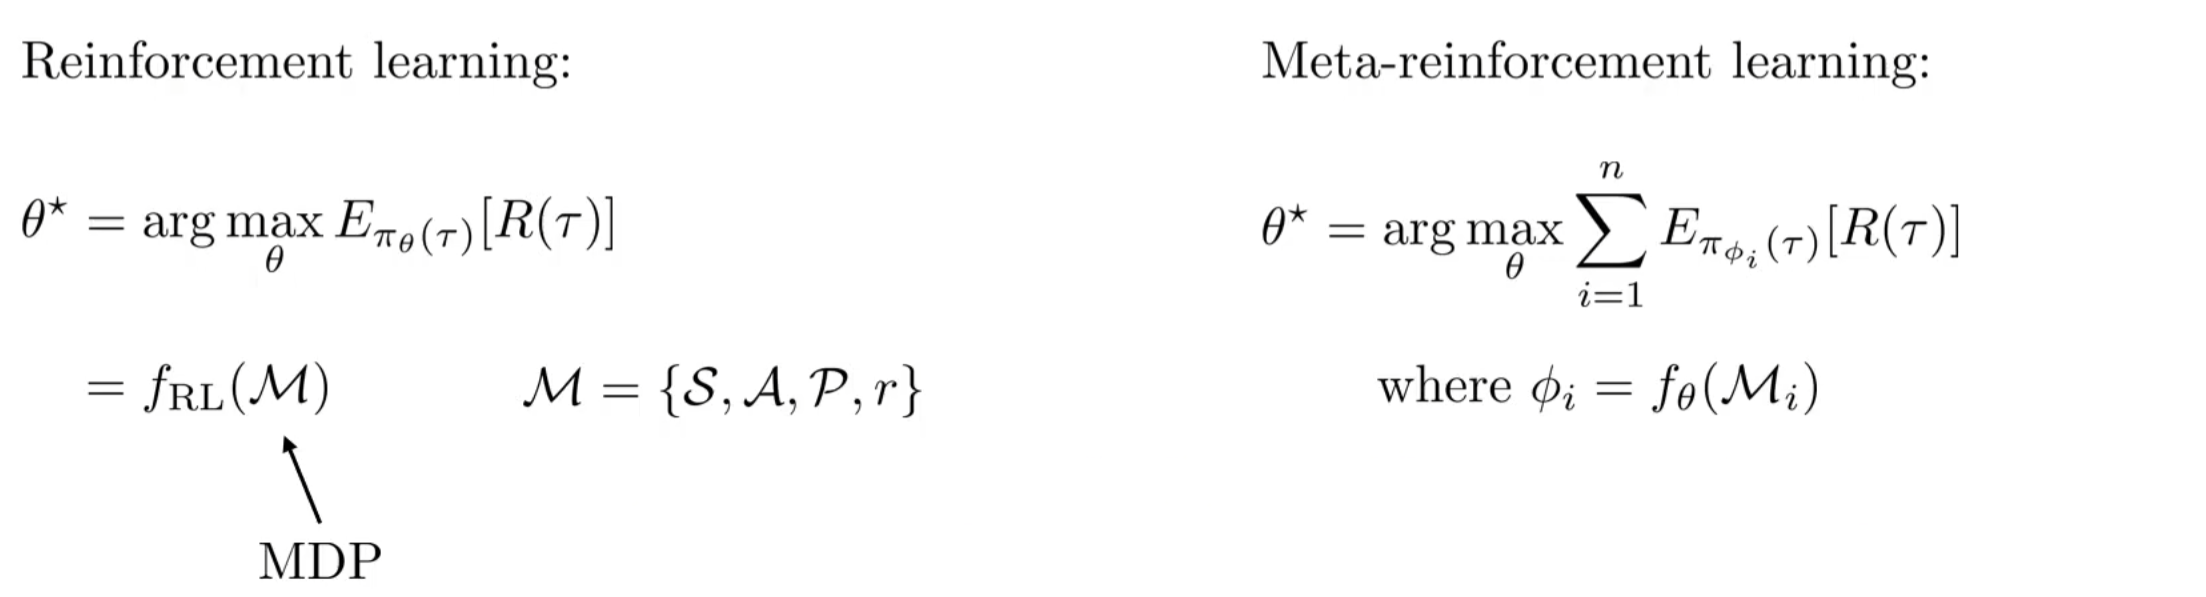 Reinforcement learning:
θ⋆ = arg max_θ E_{π_θ(τ)}[R(τ)]
= f_RL(ℳ)    ℳ = {𝒮, 𝒜, 𝒫, r}
MDP
Meta-reinforcement learning:
θ⋆ = arg max_θ ∑_{i=1}^{n} E_{π_{ϕ_i}(τ)}[R(τ)]
where ϕ_i = f_θ(ℳ_i)